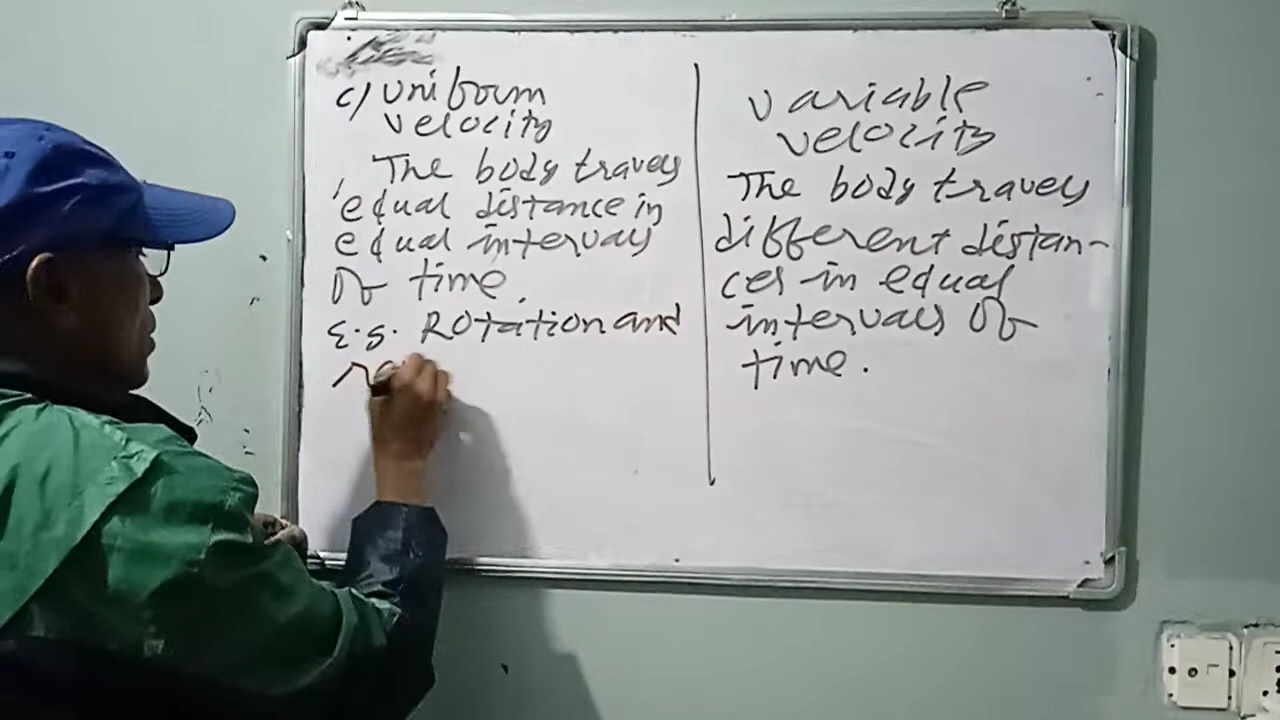 c) Uniform
velocity
The body travels
equal distance in
equal intervals
of time.
E.g. Rotation and
Variable
velocity
The body travels
different distan-
ces in equal
intervals of
time.